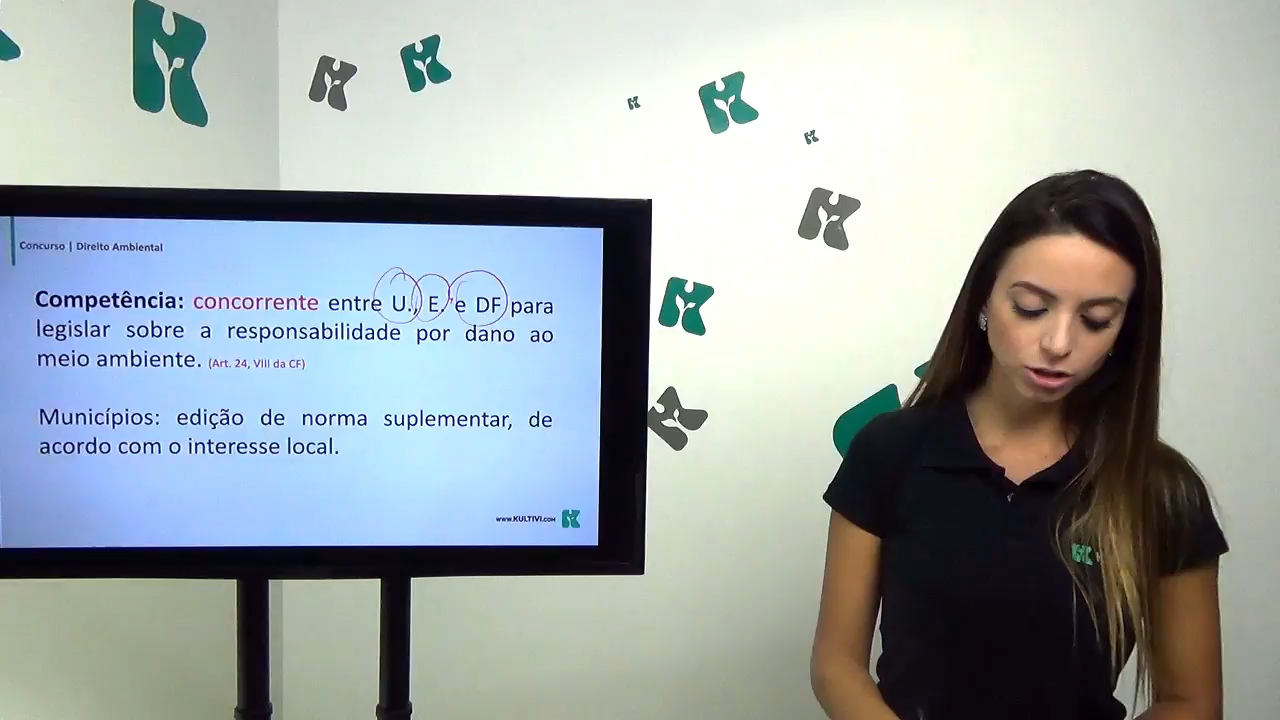 Concurso | Direito Ambiental
Competência: concorrente entre U., E. e DF para
legislar sobre a responsabilidade por dano ao
meio ambiente. (Art. 24, VIII da CF)
Municípios: edição de norma suplementar, de
acordo com o interesse local.
www.KULTIVI.COM